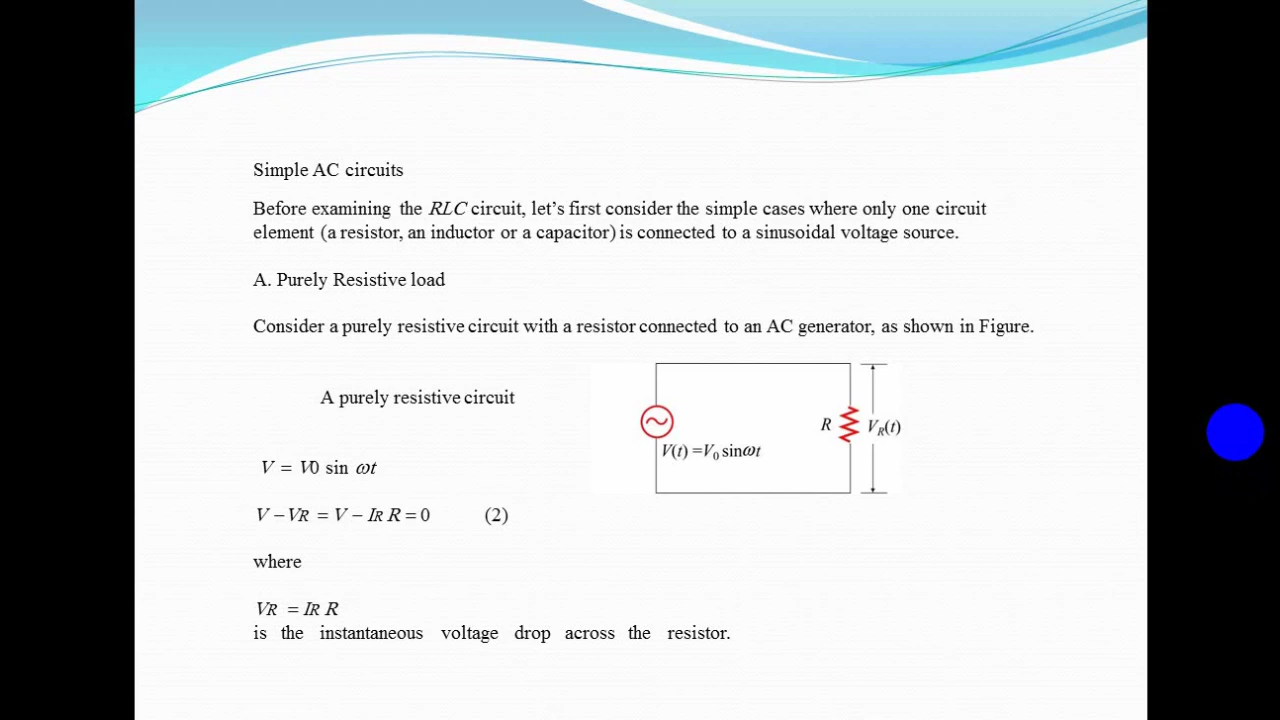 Simple AC circuits
Before examining the RLC circuit, let’s first consider the simple cases where only one circuit
element (a resistor, an inductor or a capacitor) is connected to a sinusoidal voltage source.
A. Purely Resistive load
Consider a purely resistive circuit with a resistor connected to an AC generator, as shown in Figure.
A purely resistive circuit
R
VR(t)
V(t) =V0 sinωt
V = V0 sin ωt
V – VR = V – IR R = 0 (2)
where
VR = IR R
is the instantaneous voltage drop across the resistor.